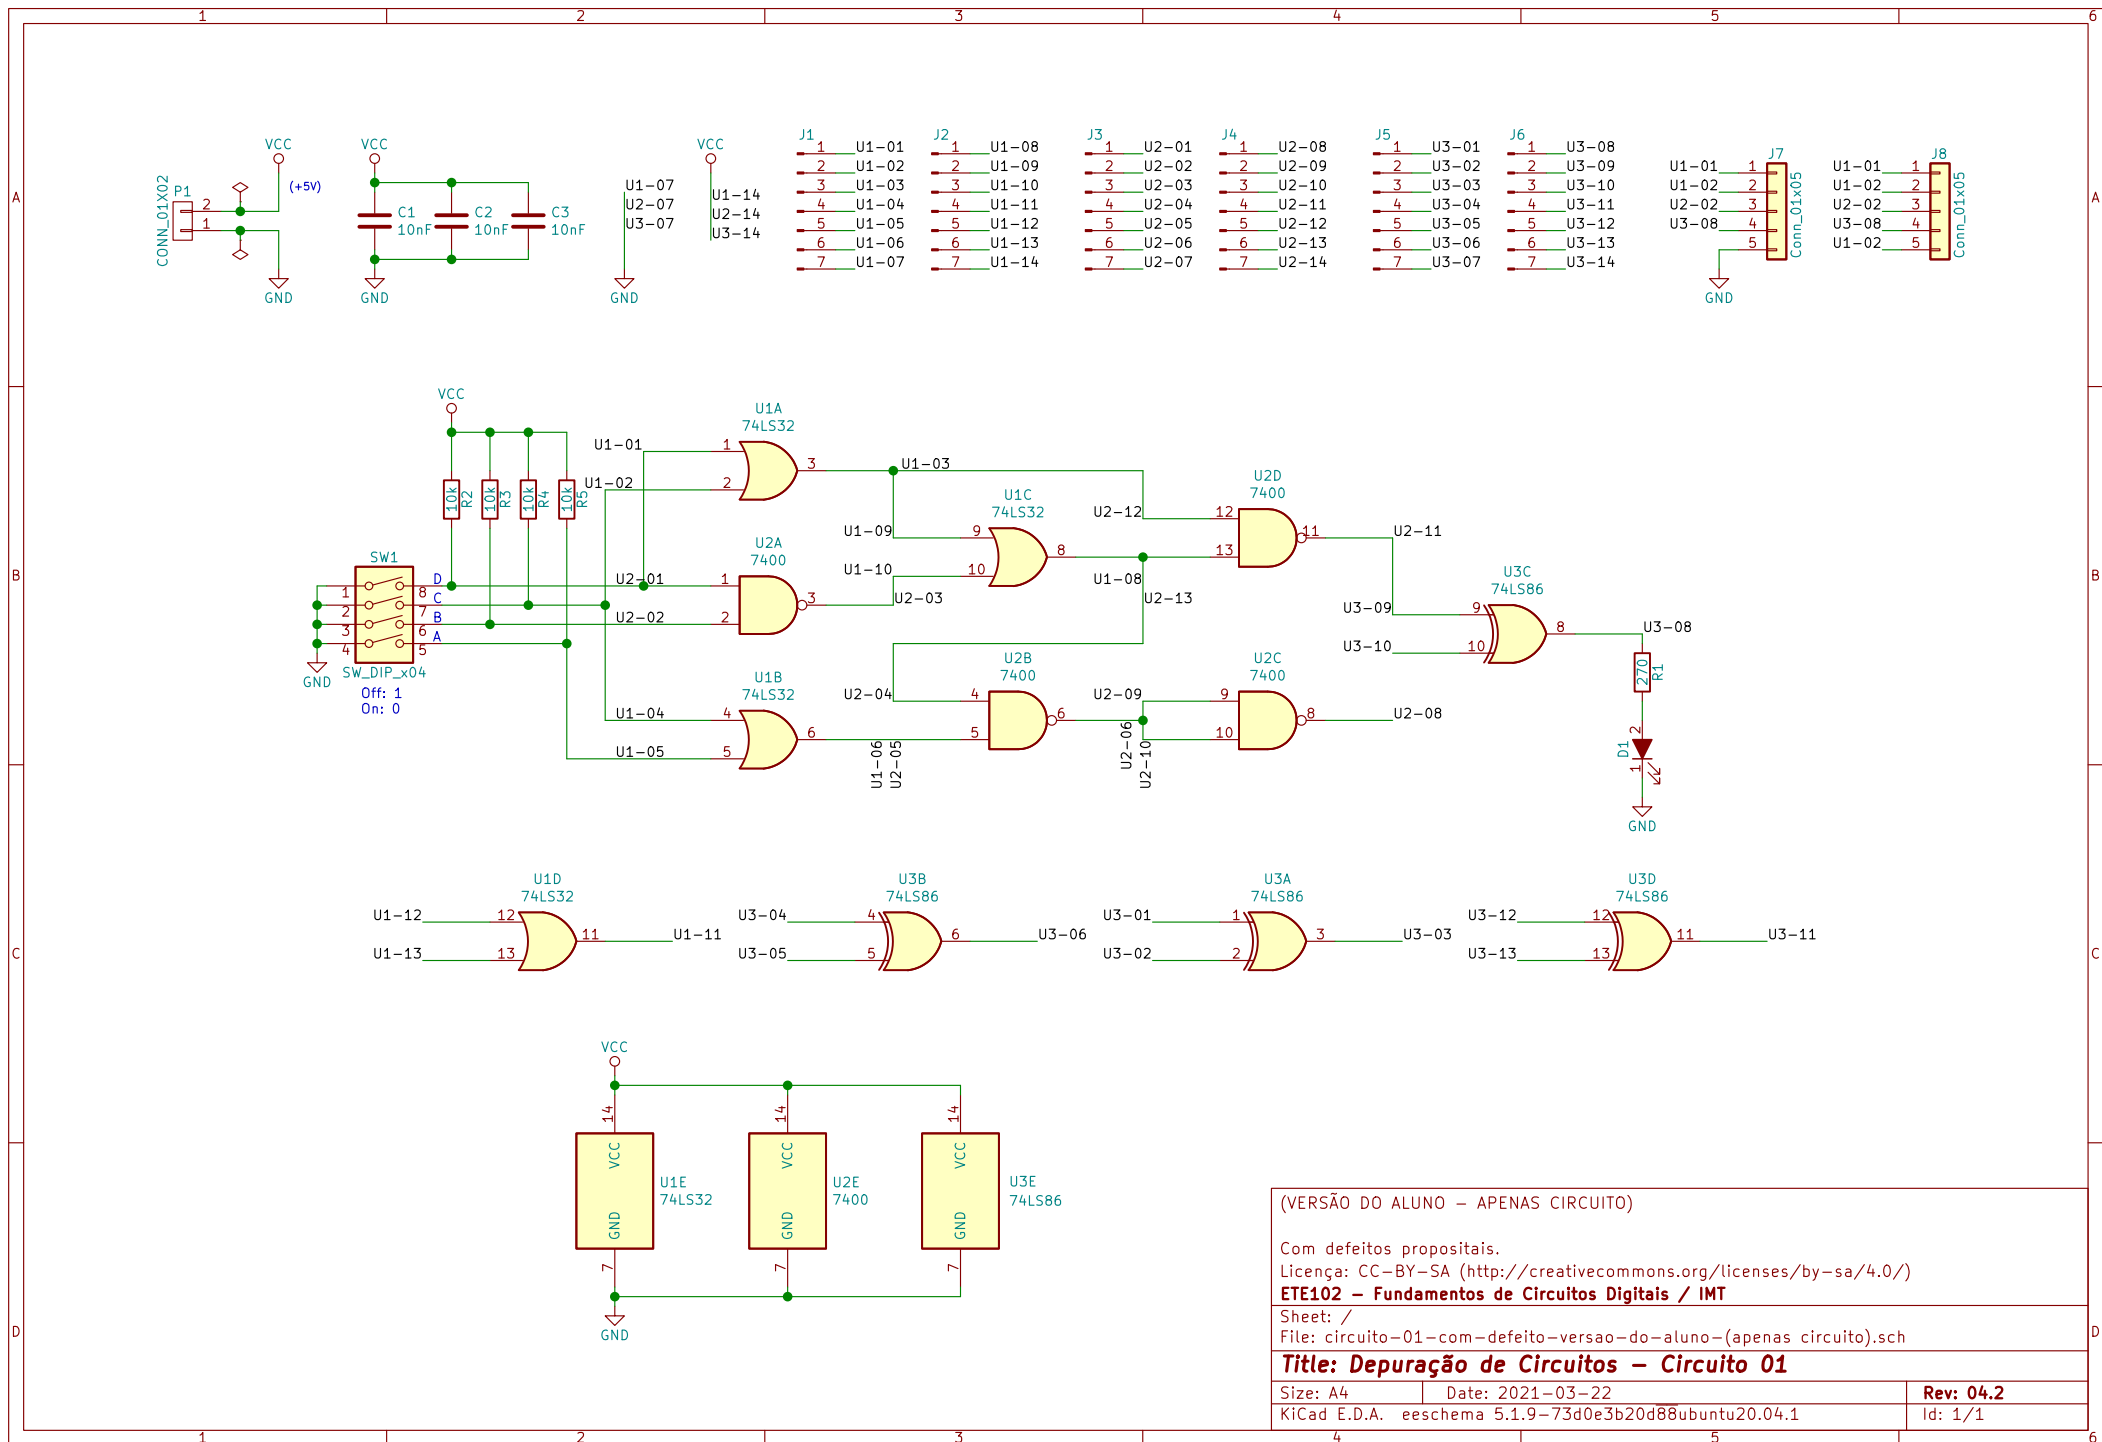 1 2 3 4 5 6
A
A
VCC
P1
CONN_01X02
2
1
(+5V)
GND
VCC
C1
10nF
C2
10nF
C3
10nF
GND
U1-07
U2-07
U3-07
GND
VCC
U1-14
U2-14
U3-14
J1
1 U1-01
2 U1-02
3 U1-03
4 U1-04
5 U1-05
6 U1-06
7 U1-07
J2
1 U1-08
2 U1-09
3 U1-10
4 U1-11
5 U1-12
6 U1-13
7 U1-14
J3
1 U2-01
2 U2-02
3 U2-03
4 U2-04
5 U2-05
6 U2-06
7 U2-07
J4
1 U2-08
2 U2-09
3 U2-10
4 U2-11
5 U2-12
6 U2-13
7 U2-14
J5
1 U3-01
2 U3-02
3 U3-03
4 U3-04
5 U3-05
6 U3-06
7 U3-07
J6
1 U3-08
2 U3-09
3 U3-10
4 U3-11
5 U3-12
6 U3-13
7 U3-14
J7
U1-01 1
U1-02 2
U2-02 3
U3-08 4
5
Conn_01x05
GND
J8
U1-01 1
U1-02 2
U2-02 3
U3-08 4
U1-02 5
Conn_01x05
B
B
VCC
10k R2
10k R3
10k R4
10k R5
SW1
1 8 D
2 7 C
3 6 B
4 5 A
SW_DIP_x04
GND
Off: 1
On: 0
U1A
74LS32
U1-01 1
U1-02 2
3 U1-03
U2A
7400
U2-01 1
U2-02 2
3 U2-03
U1B
74LS32
U1-04 4
U1-05 5
6
U1-06
U2-05
U1C
74LS32
U1-09 9
U1-10 10
8
U1-08
U2-13
U2B
7400
U2-04 4
5
6
U2-06
U2-10
U2D
7400
U2-12 12
13
11 U2-11
U2C
7400
U2-09 9
10
8 U2-08
U3C
74LS86
U3-09 9
U3-10 10
8 U3-08
270 R1
D1
2
1
GND
C
C
U1D
74LS32
U1-12 12
U1-13 13
11 U1-11
U3B
74LS86
U3-04 4
U3-05 5
6 U3-06
U3A
74LS86
U3-01 1
U3-02 2
3 U3-03
U3D
74LS86
U3-12 12
U3-13 13
11 U3-11
VCC
14
VCC
GND
7
U1E
74LS32
14
VCC
GND
7
U2E
7400
14
VCC
GND
7
U3E
74LS86
GND
D
D
(VERSÃO DO ALUNO – APENAS CIRCUITO)
Com defeitos propositais.
Licença: CC-BY-SA (http://creativecommons.org/licenses/by-sa/4.0/)
ETE102 – Fundamentos de Circuitos Digitais / IMT
Sheet: /
File: circuito-01-com-defeito-versao-do-aluno-(apenas circuito).sch
Title: Depuração de Circuitos – Circuito 01
Size: A4 Date: 2021-03-22 Rev: 04.2
KiCad E.D.A. eeschema 5.1.9-73d0e3b20d88ubuntu20.04.1 Id: 1/1
1 2 3 4 5 6